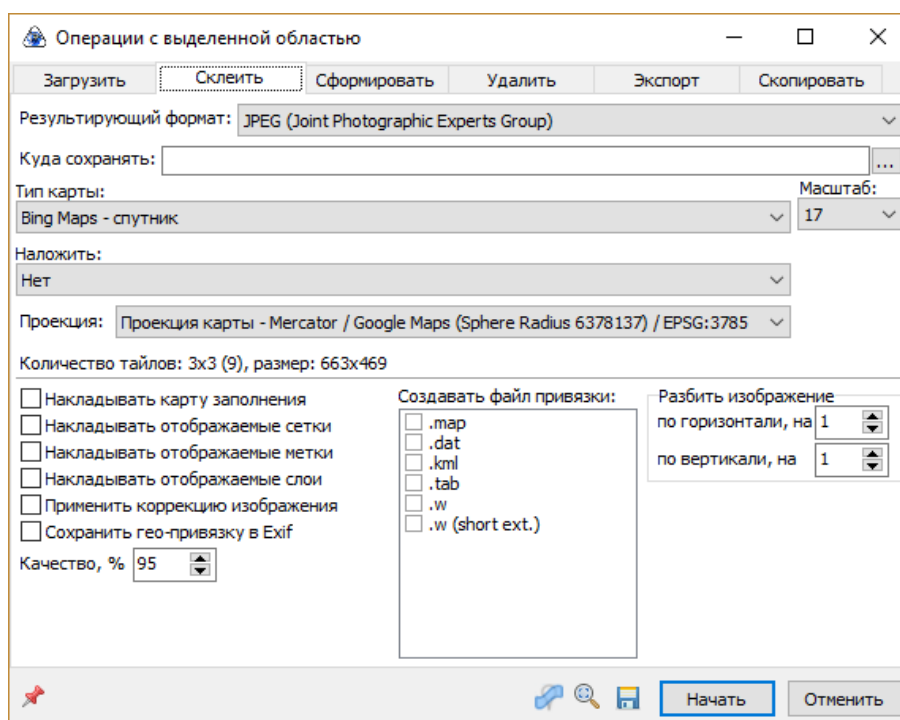 Операции с выделенной областью
Загрузить Склеить Сформировать Удалить Экспорт Скопировать
Результирующий формат: JPEG (Joint Photographic Experts Group)
Куда сохранять: ...
Тип карты: Масштаб:
Bing Maps - спутник 17
Наложить:
Нет
Проекция: Проекция карты - Mercator / Google Maps (Sphere Radius 6378137) / EPSG:3785
Количество тайлов: 3x3 (9), размер: 663x469
Накладывать карту заполнения
Накладывать отображаемые сетки
Накладывать отображаемые метки
Накладывать отображаемые слои
Применить коррекцию изображения
Сохранить гео-привязку в Exif
Качество, % 95
Создавать файл привязки:
.map
.dat
.kml
.tab
.w
.w (short ext.)
Разбить изображение
по горизонтали, на 1
по вертикали, на 1
Начать Отменить